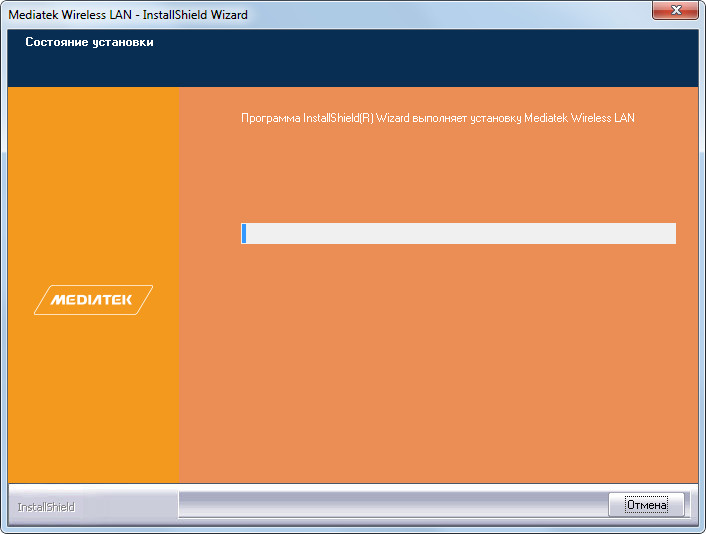 Mediatek Wireless LAN - InstallShield Wizard
Состояние установки
Программа InstallShield(R) Wizard выполняет установку Mediatek Wireless LAN
MEDIATEK
InstallShield
Отмена